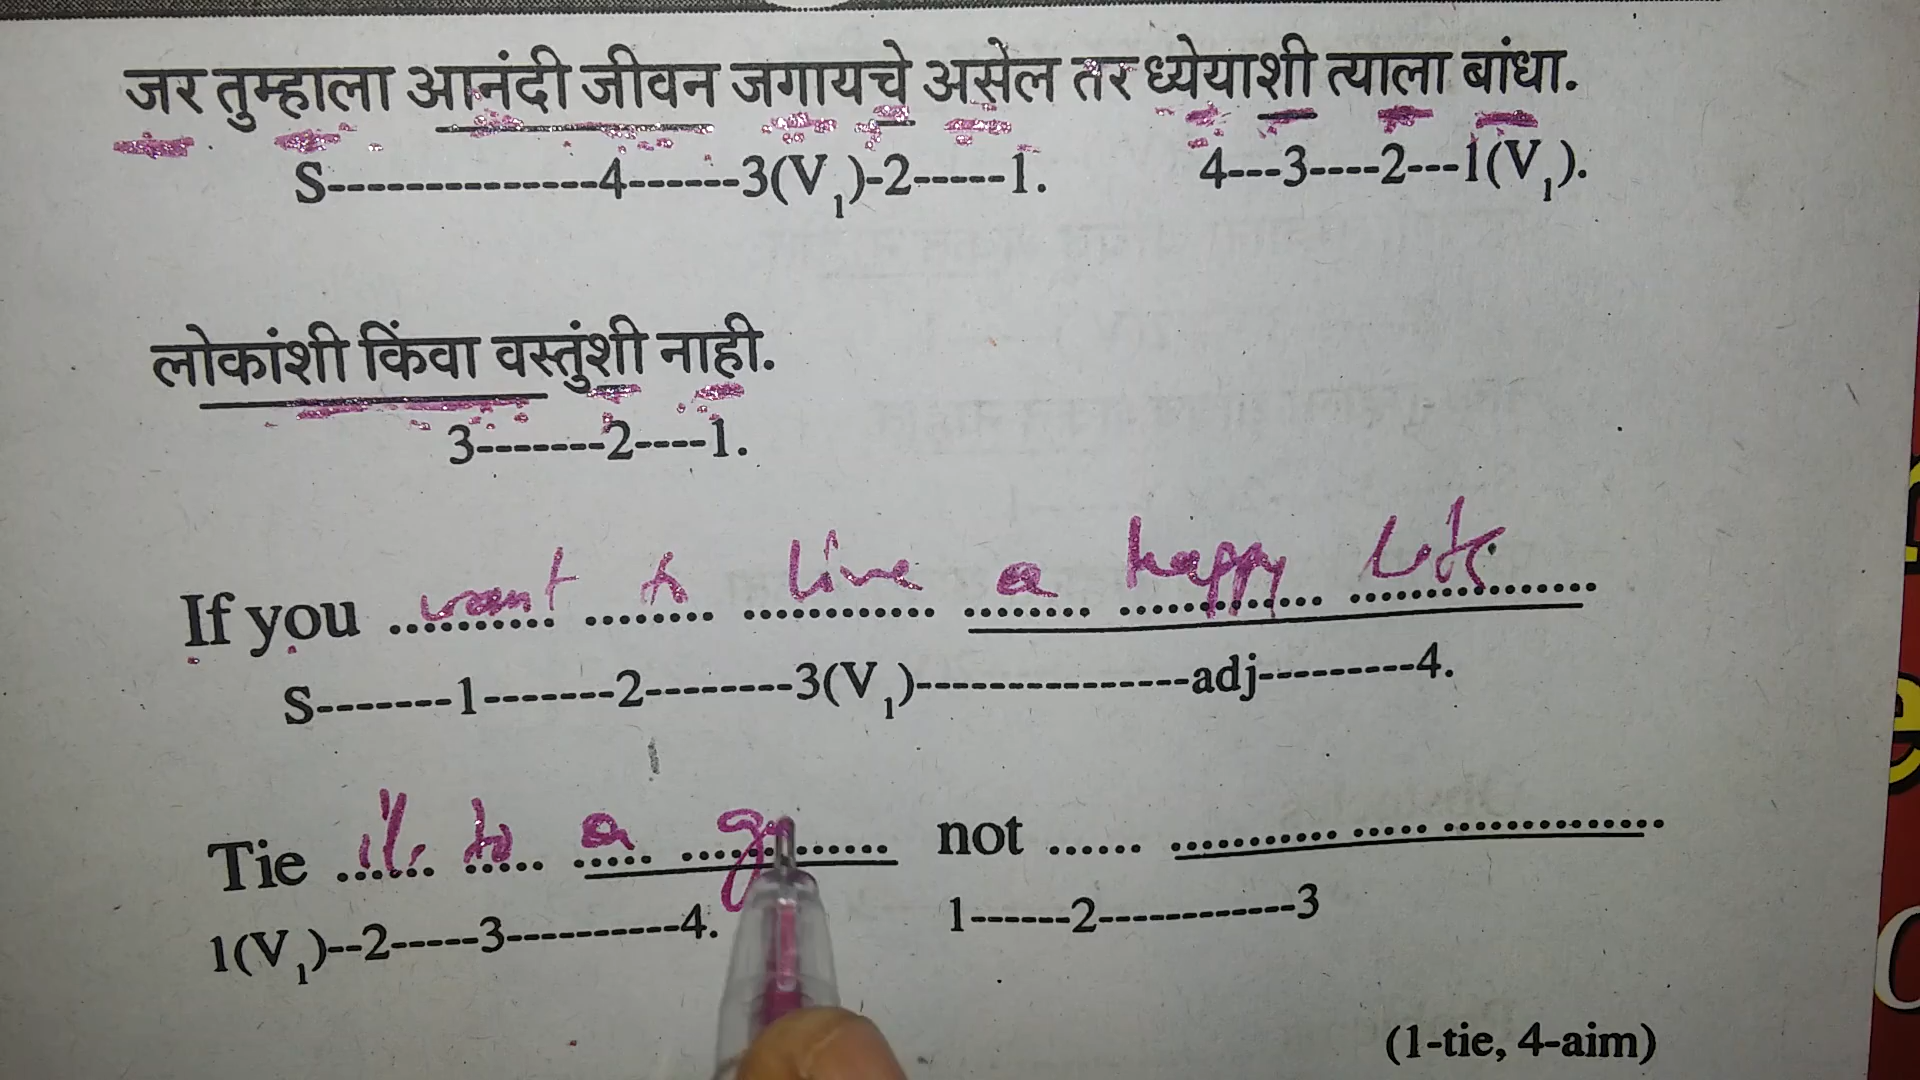 जर तुम्हाला आनंदी जीवन जगायचे असेल तर ध्येयाशी त्याला बांधा.
S--------------4------3(V1)-2-----1. 4---3----2---1(V1).
लोकांशी किंवा वस्तुंशी नाही.
3-------2----1.
If you want to live a happy life
S-------1-------2--------3(V1)----------------adj---------4.
Tie it to a go not ...... ............ ..... ................
1(V1)--2-----3----------4. 1------2------------3
(1-tie, 4-aim)